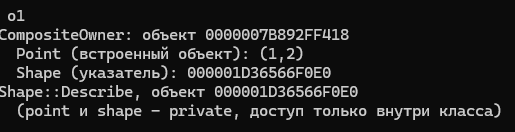 o1
CompositeOwner: объект 0000007B892FF418
Point (встроенный объект): (1,2)
Shape (указатель): 000001D36566F0E0
Shape::Describe, объект 000001D36566F0E0
(point и shape — private, доступ только внутри класса)